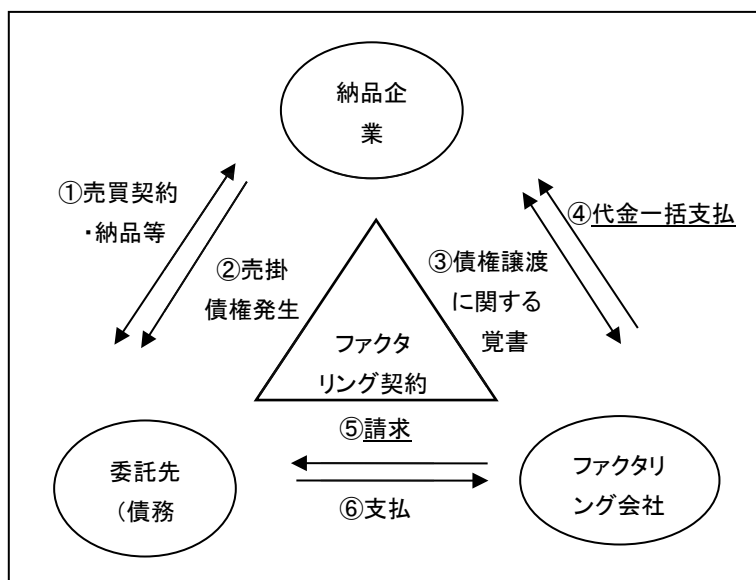 納品企
業
①売買契約
・納品等
②売掛
債権発生
③債権譲渡
に関する
覚書
④代金一括支払
ファクタ
リング契約
⑤請求
⑥支払
委託先
(債務
ファクタリ
ング会社